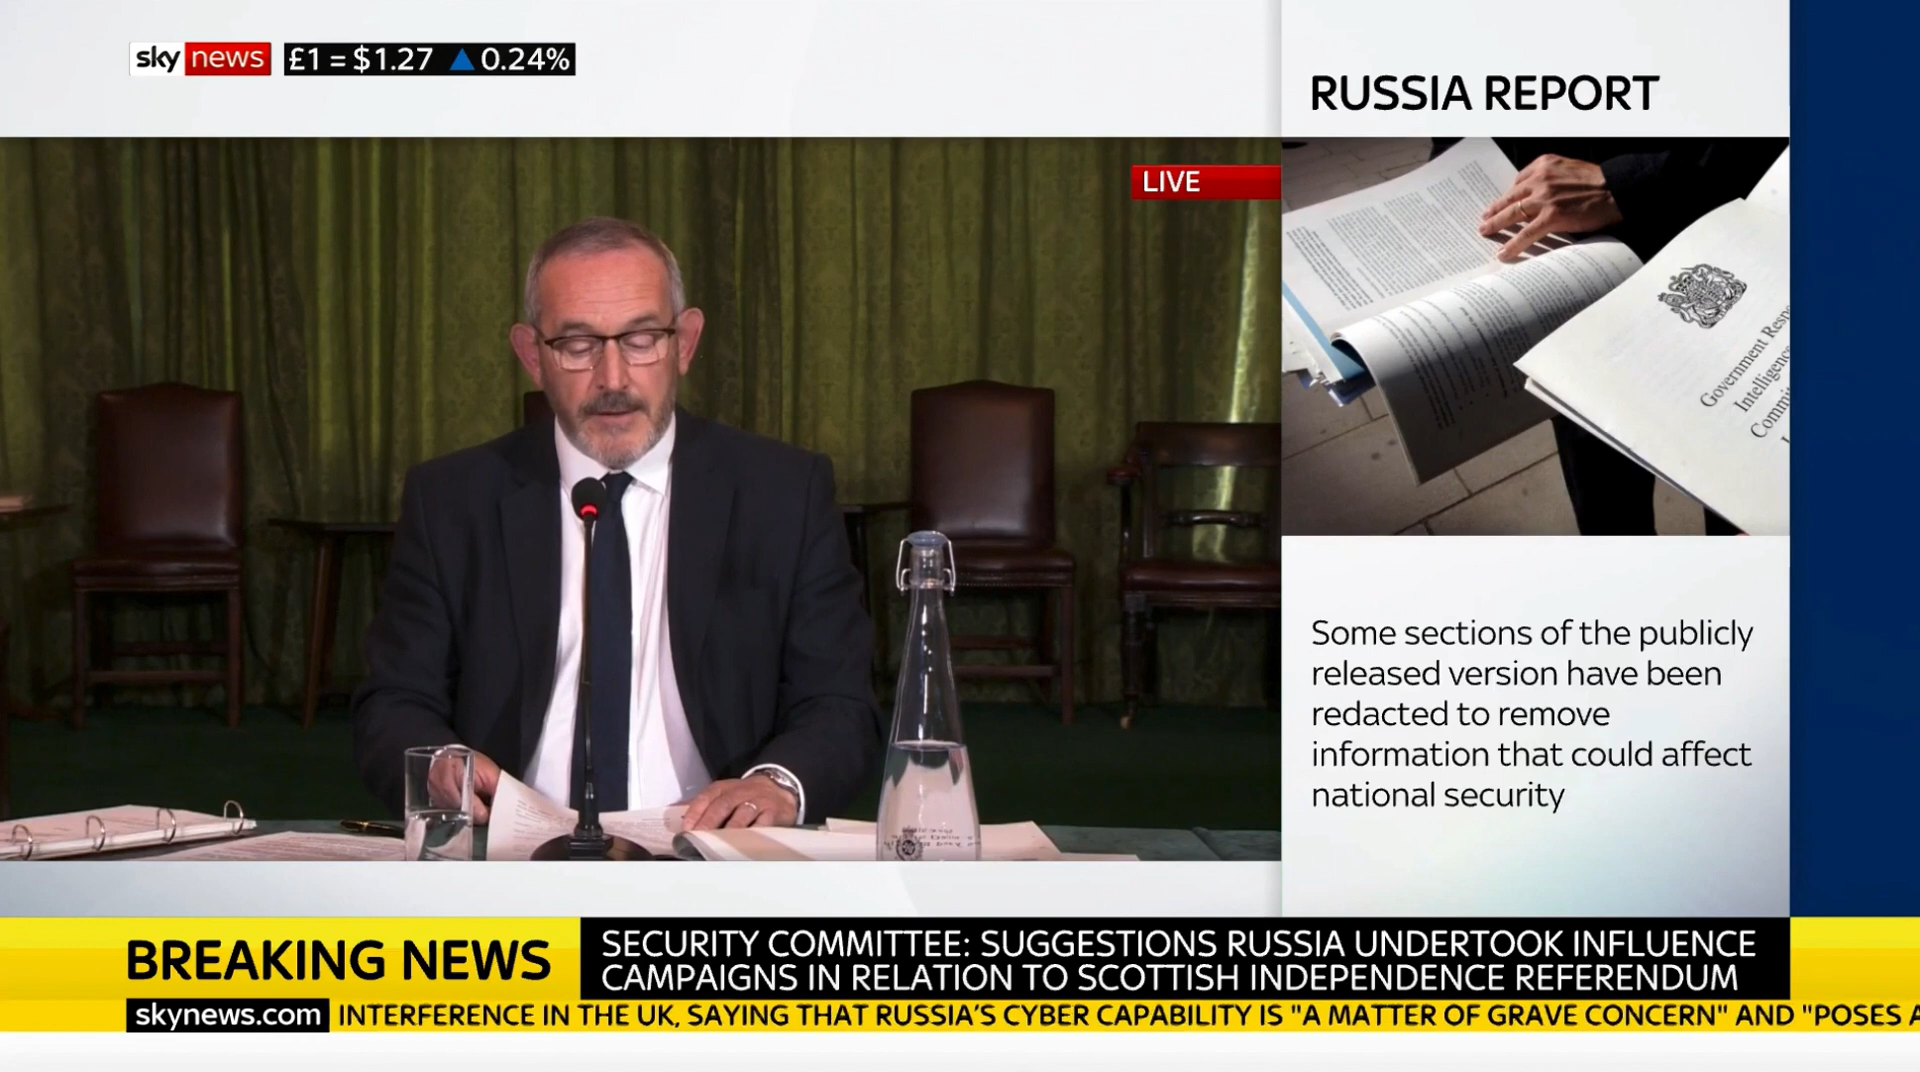 sky news £1 = $1.27 ▲ 0.24%
RUSSIA REPORT
LIVE
Government
Intelligence
Some sections of the publicly
released version have been
redacted to remove
information that could affect
national security
BREAKING NEWS
SECURITY COMMITTEE: SUGGESTIONS RUSSIA UNDERTOOK INFLUENCE
CAMPAIGNS IN RELATION TO SCOTTISH INDEPENDENCE REFERENDUM
skynews.com INTERFERENCE IN THE UK, SAYING THAT RUSSIA'S CYBER CAPABILITY IS "A MATTER OF GRAVE CONCERN" AND "POSES A